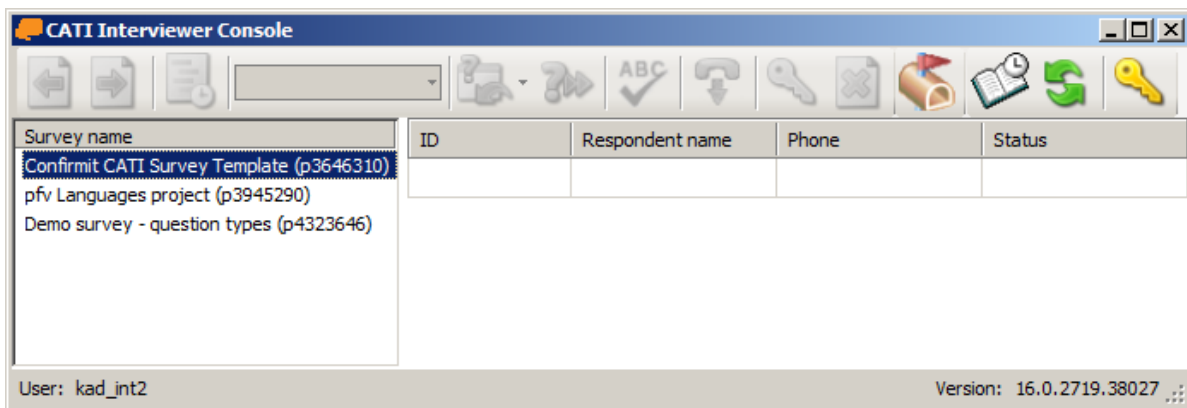 CATI Interviewer Console
ABC
Survey name
Confirmit CATI Survey Template (p3646310)
pfv Languages project (p3945290)
Demo survey - question types (p4323646)
ID Respondent name Phone Status
User: kad_int2 Version: 16.0.2719.38027